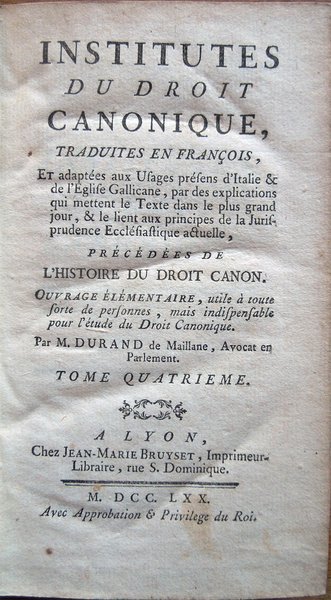 INSTITUTES
DU DROIT
CANONIQUE,
TRADUITES EN FRANÇOIS,
ET adaptées aux Usages présens d'Italie &
de l'Eglise Gallicane, par des explications
qui mettent le Texte dans le plus grand
jour, & le lient aux principes de la Juris-
prudence Ecclésiastique actuelle,
PRÉCÉDÉES DE
L'HISTOIRE DU DROIT CANON.
OUVRAGE ÉLÉMENTAIRE, utile à toute
sorte de personnes, mais indispensable
pour l'étude du Droit Canonique.
Par M. DURAND de Maillane, Avocat en
Parlement.
TOME QUATRIEME.
A LYON,
Chez JEAN-MARIE BRUYSET, Imprimeur-
Libraire, rue S. Dominique.
M. DCC. LXX.
Avec Approbation & Privilege du Roi.